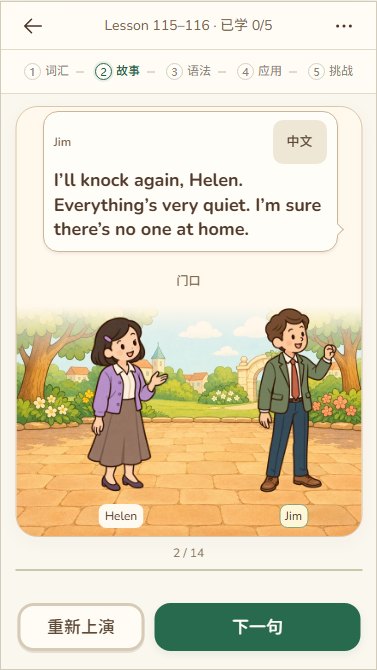 Lesson 115–116 · 已学 0/5
1 词汇 — 2 故事 — 3 语法 — 4 应用 — 5 挑战
Jim
中文
I’ll knock again, Helen.
Everything’s very quiet. I’m sure
there’s no one at home.
门口
Helen
Jim
2 / 14
重新上演
下一句